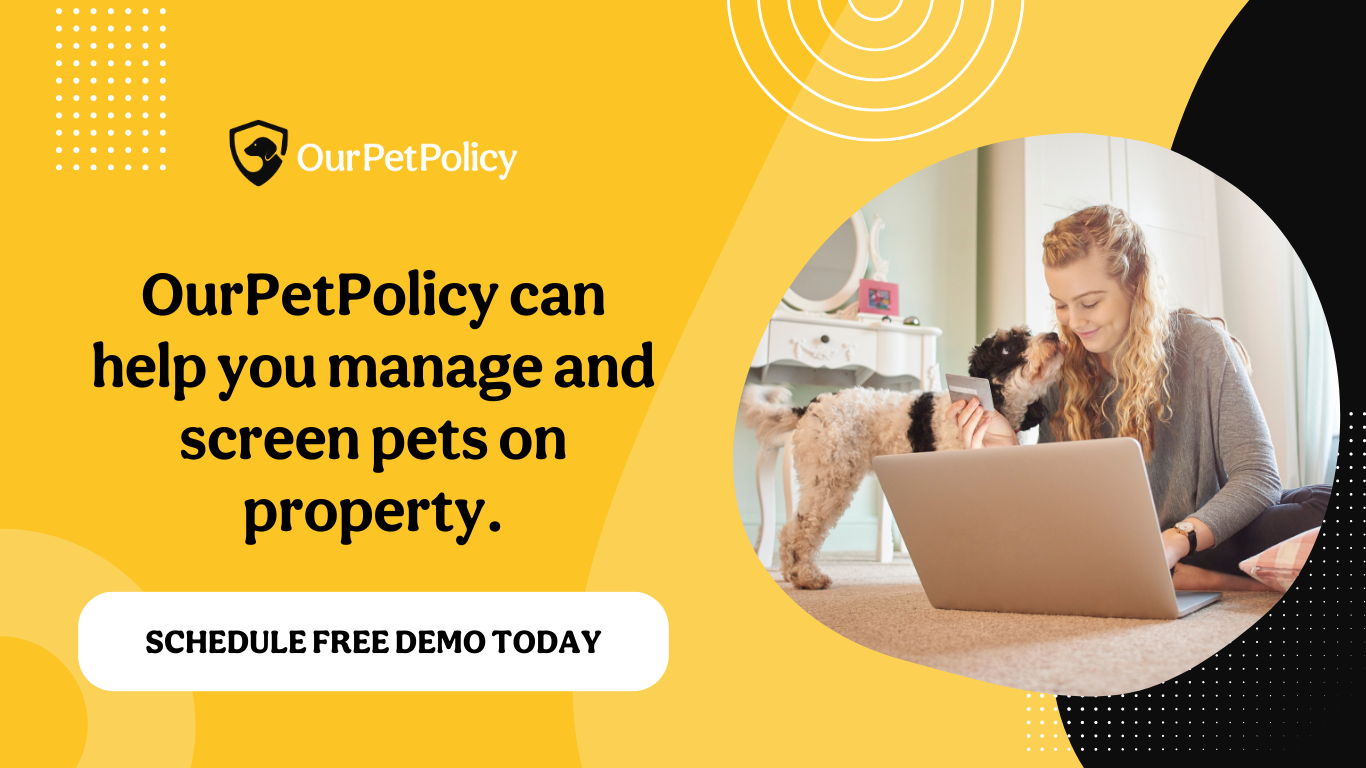 OurPetPolicy
OurPetPolicy can
help you manage and
screen pets on
property.
SCHEDULE FREE DEMO TODAY